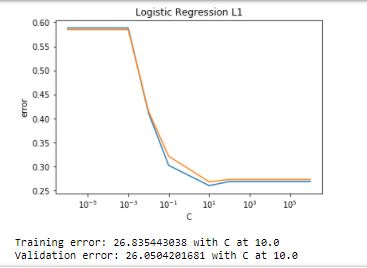 Logistic Regression L1
0.60
0.55
0.50
0.45
0.40
0.35
0.30
0.25
error
10⁻⁵ 10⁻³ 10⁻¹ 10¹ 10³ 10⁵
C
Training error: 26.835443038 with C at 10.0
Validation error: 26.0504201681 with C at 10.0